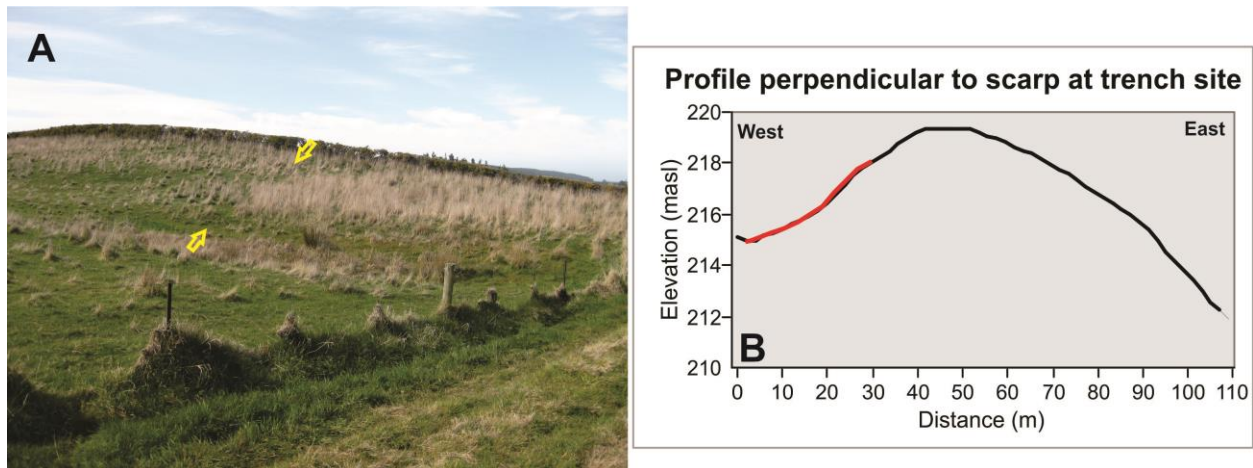 A
Profile perpendicular to scarp at trench site
220
218
216
214
212
210
Elevation (masl)
West
East
B
0 10 20 30 40 50 60 70 80 90 100 110
Distance (m)